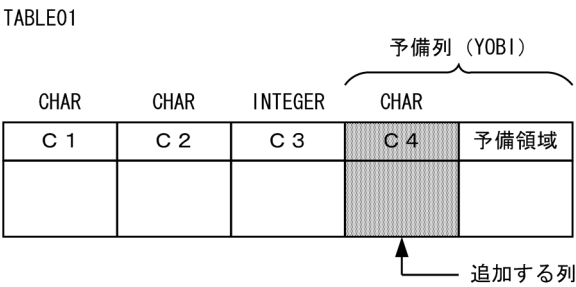 TABLE01
予備列（YOBI）
CHAR CHAR INTEGER CHAR
Ｃ１ Ｃ２ Ｃ３ Ｃ４ 予備領域
追加する列